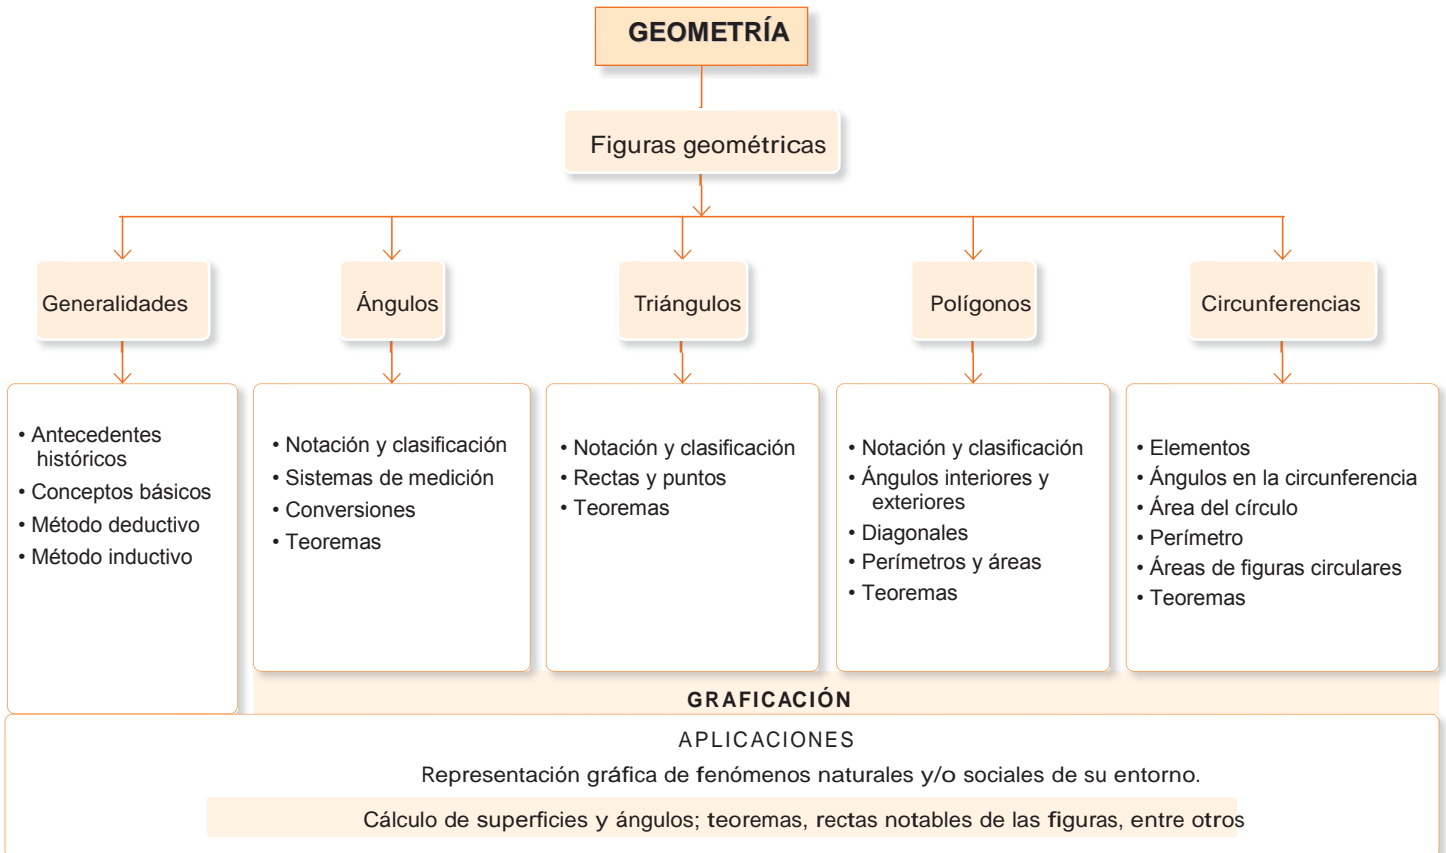 GEOMETRÍA
Figuras geométricas
Generalidades
Ángulos
Triángulos
Polígonos
Circunferencias
• Antecedentes
históricos
• Conceptos básicos
• Método deductivo
• Método inductivo
• Notación y clasificación
• Sistemas de medición
• Conversiones
• Teoremas
• Notación y clasificación
• Rectas y puntos
• Teoremas
• Notación y clasificación
• Ángulos interiores y
exteriores
• Diagonales
• Perímetros y áreas
• Teoremas
• Elementos
• Ángulos en la circunferencia
• Área del círculo
• Perímetro
• Áreas de figuras circulares
• Teoremas
GRAFICACIÓN
APLICACIONES
Representación gráfica de fenómenos naturales y/o sociales de su entorno.
Cálculo de superficies y ángulos; teoremas, rectas notables de las figuras, entre otros